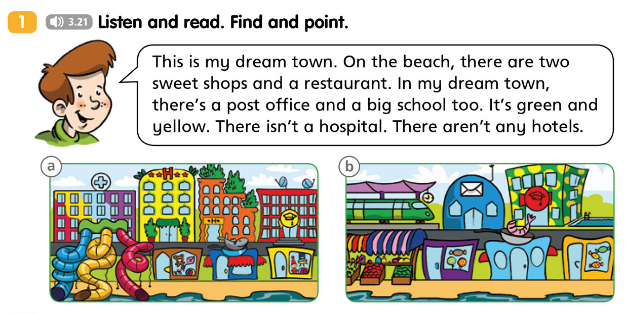 1 3.21 Listen and read. Find and point.
This is my dream town. On the beach, there are two
sweet shops and a restaurant. In my dream town,
there's a post office and a big school too. It's green and
yellow. There isn't a hospital. There aren't any hotels.
a
b
H
H